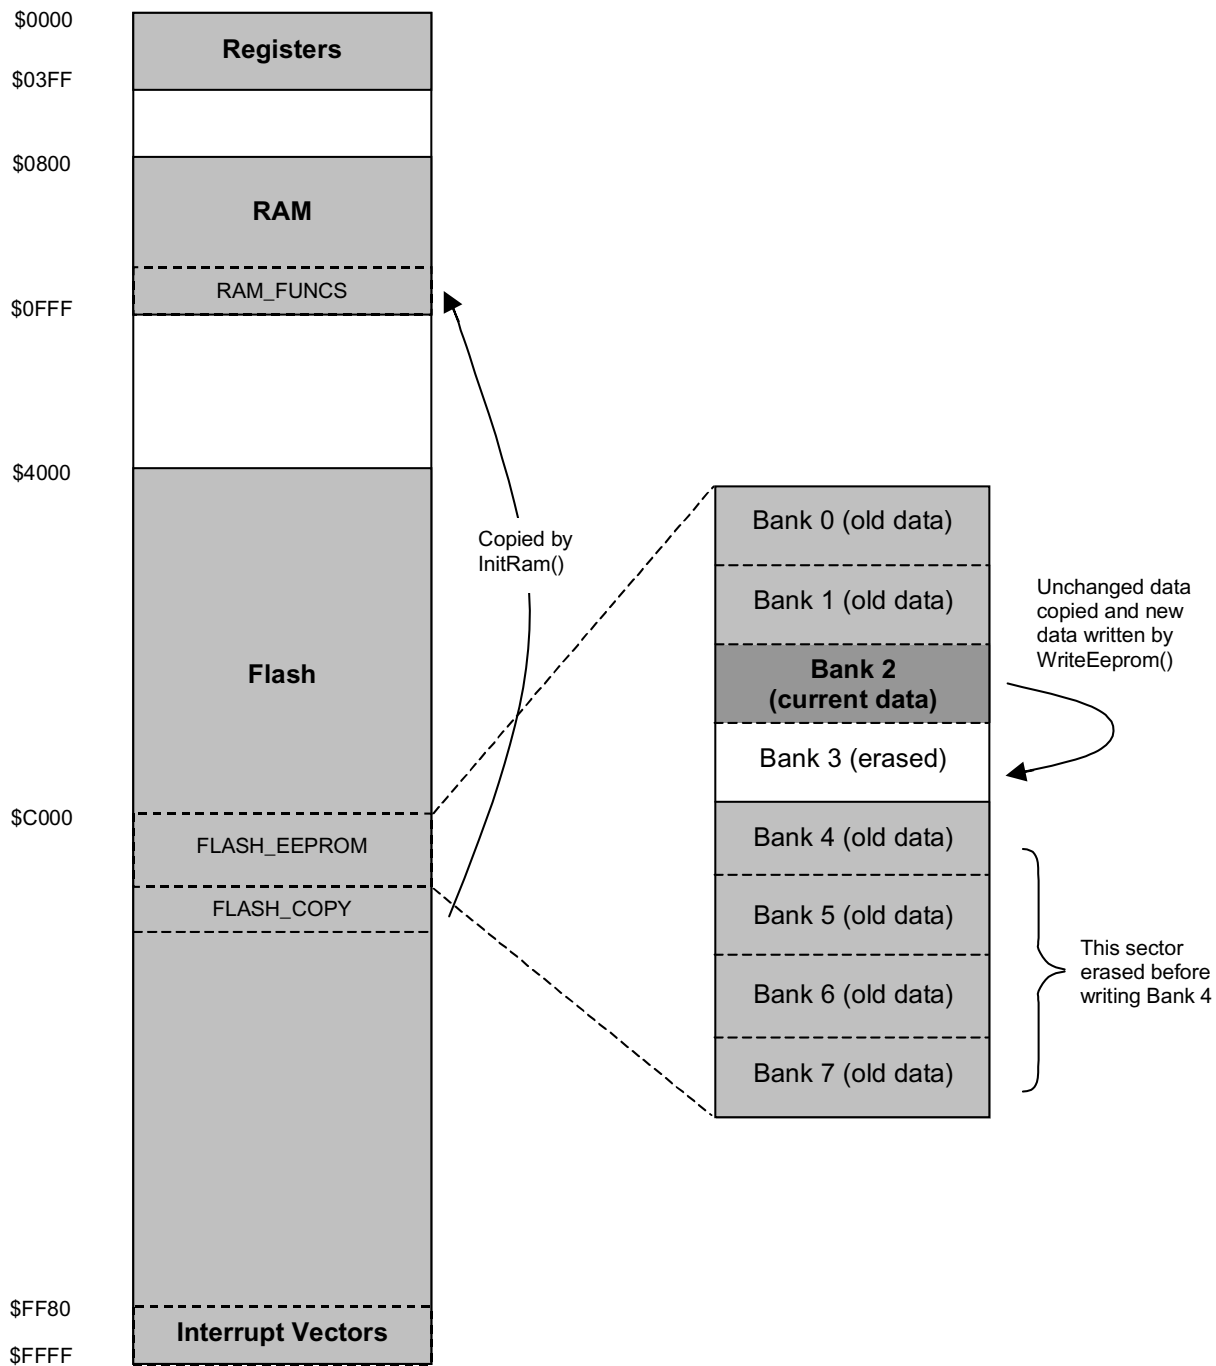 $0000
Registers
$03FF
$0800
RAM
RAM_FUNCS
$0FFF
$4000
Copied by
InitRam()
Flash
$C000
FLASH_EEPROM
FLASH_COPY
$FF80
Interrupt Vectors
$FFFF
Bank 0 (old data)
Bank 1 (old data)
Bank 2
(current data)
Bank 3 (erased)
Bank 4 (old data)
Bank 5 (old data)
Bank 6 (old data)
Bank 7 (old data)
Unchanged data
copied and new
data written by
WriteEeprom()
This sector
erased before
writing Bank 4